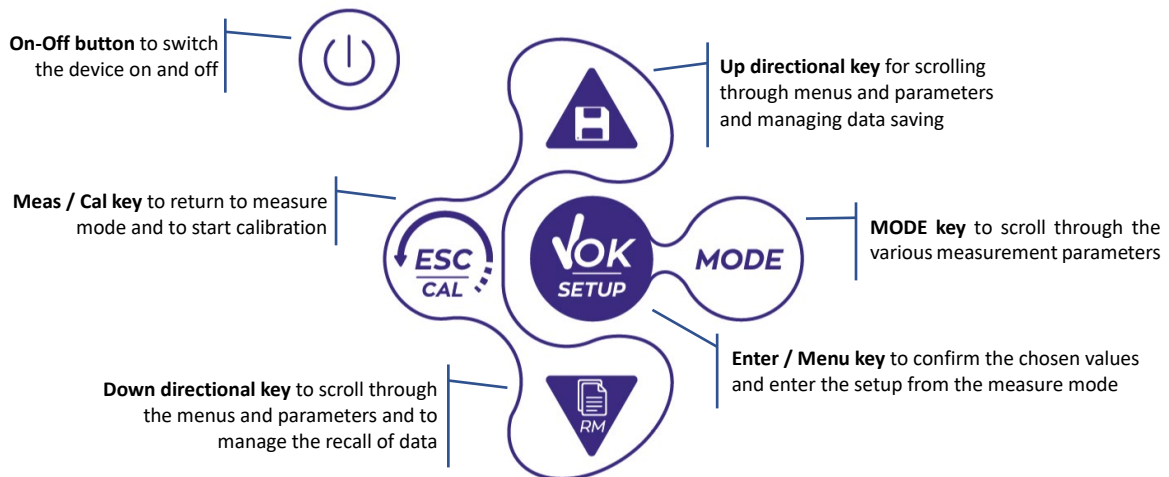 On-Off button to switch
the device on and off
Up directional key for scrolling
through menus and parameters
and managing data saving
Meas / Cal key to return to measure
mode and to start calibration
ESC
CAL
OK
SETUP
MODE
MODE key to scroll through the
various measurement parameters
Enter / Menu key to confirm the chosen values
and enter the setup from the measure mode
Down directional key to scroll through
the menus and parameters and to
manage the recall of data
RM